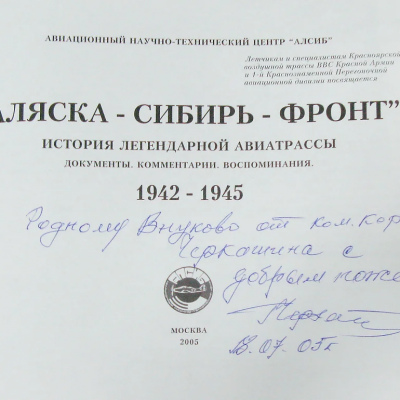 АВИАЦИОННЫЙ НАУЧНО-ТЕХНИЧЕСКИЙ ЦЕНТР "АЛСИБ"
Летчикам и специалистам Красноярской
воздушной трассы ВВС Красной Армии
и 1-й Краснознаменной Перегоночной
авиационной дивизии посвящается
АЛЯСКА - СИБИРЬ - ФРОНТ"
ИСТОРИЯ ЛЕГЕНДАРНОЙ АВИАТРАССЫ
ДОКУМЕНТЫ. КОММЕНТАРИИ. ВОСПОМИНАНИЯ.
1942 - 1945
Родному Внуково от ком. кор
Черкашина с
добрым поже
МОСКВА
2005
18.07.05г